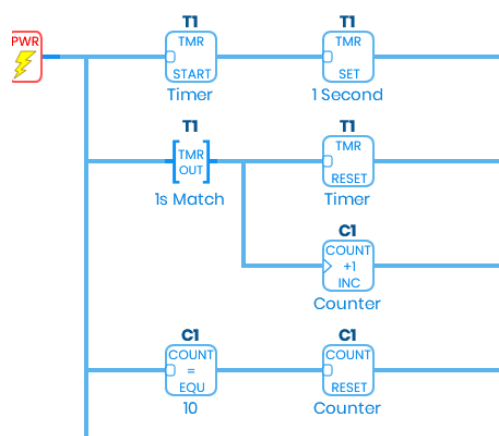 PWR
T1
TMR
START
Timer
T1
TMR
SET
1 Second
T1
TMR
OUT
1s Match
T1
TMR
RESET
Timer
C1
COUNT
+1
INC
Counter
C1
COUNT
=
EQU
10
C1
COUNT
RESET
Counter